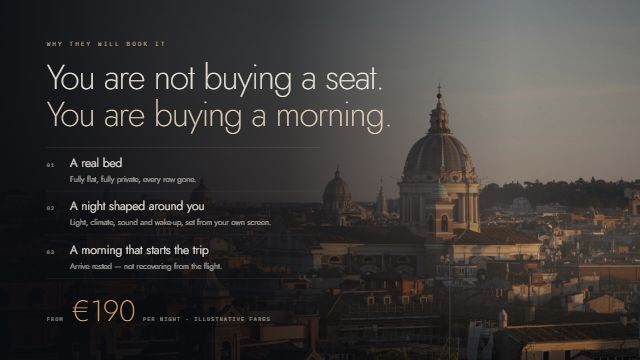 WHY THEY WILL BOOK IT
You are not buying a seat.
You are buying a morning.
01 A real bed
Fully flat, fully private, every row gone.
02 A night shaped around you
Light, climate, sound and wake-up, set from your own screen.
03 A morning that starts the trip
Arrive rested — not recovering from the flight.
FROM €190 PER NIGHT - ILLUSTRATIVE FARES